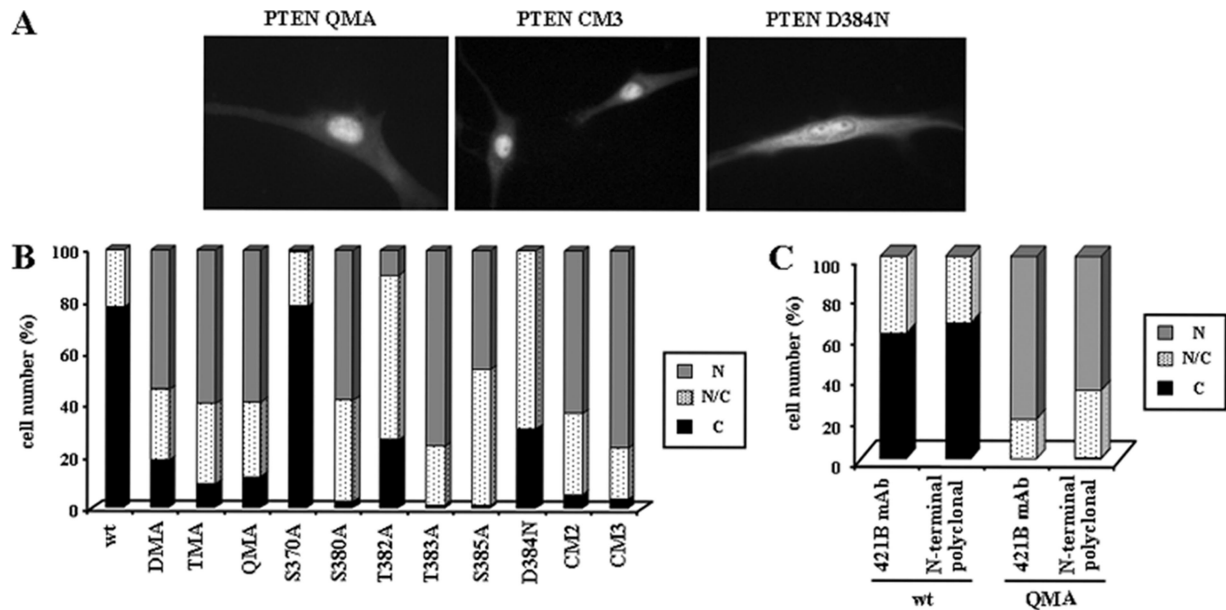 A
PTEN QMA
PTEN CM3
PTEN D384N
B
cell number (%)
100
80
60
40
20
0
wt
DMA
TMA
QMA
S370A
S380A
T382A
T383A
S385A
D384N
CM2
CM3
N
N/C
C
C
cell number (%)
100
80
60
40
20
0
421B mAb
N-terminal
polyclonal
421B mAb
N-terminal
polyclonal
wt
QMA
N
N/C
C